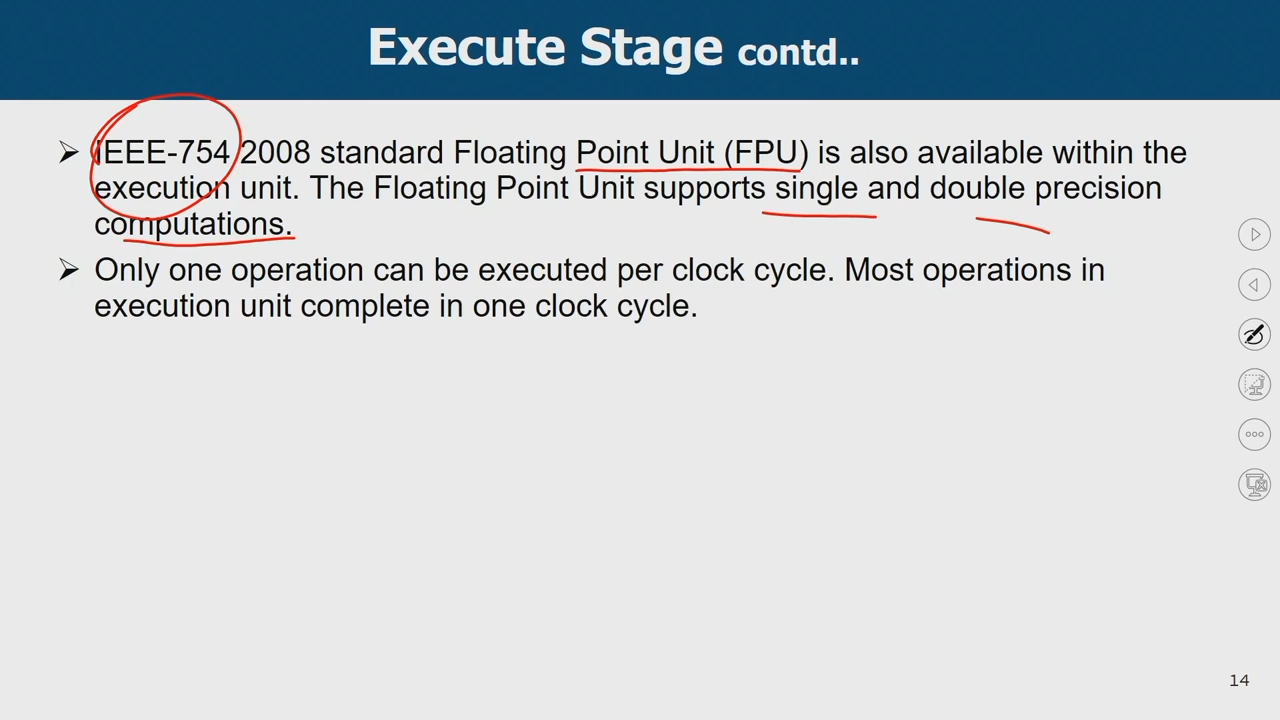 Execute Stage contd..
➢ IEEE-754 2008 standard Floating Point Unit (FPU) is also available within the
execution unit. The Floating Point Unit supports single and double precision
computations.
➢ Only one operation can be executed per clock cycle. Most operations in
execution unit complete in one clock cycle.
14